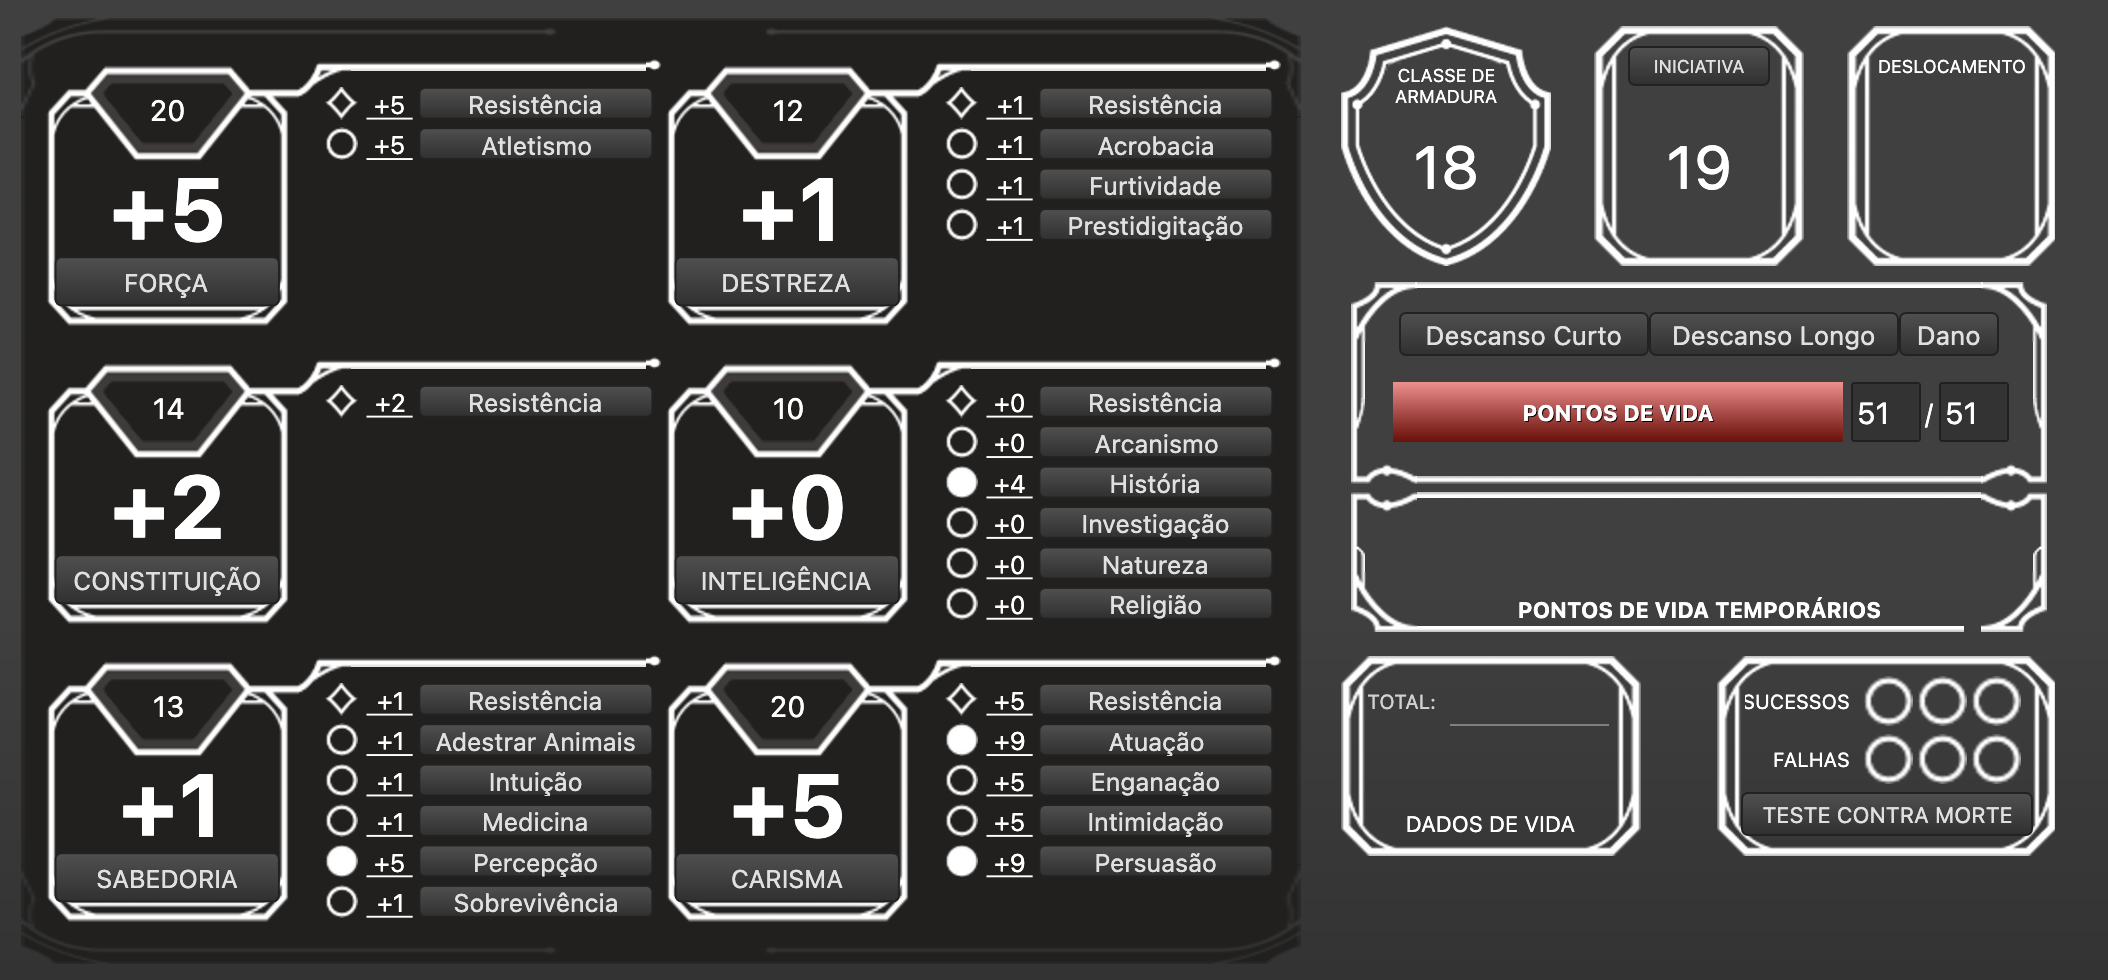 20
+5
FORÇA
+5 Resistência
+5 Atletismo
12
+1
DESTREZA
+1 Resistência
+1 Acrobacia
+1 Furtividade
+1 Prestidigitação
14
+2
CONSTITUIÇÃO
+2 Resistência
10
+0
INTELIGÊNCIA
+0 Resistência
+0 Arcanismo
+4 História
+0 Investigação
+0 Natureza
+0 Religião
13
+1
SABEDORIA
+1 Resistência
+1 Adestrar Animais
+1 Intuição
+1 Medicina
+5 Percepção
+1 Sobrevivência
20
+5
CARISMA
+5 Resistência
+9 Atuação
+5 Enganação
+5 Intimidação
+9 Persuasão
CLASSE DE
ARMADURA
18
INICIATIVA
19
DESLOCAMENTO
Descanso Curto Descanso Longo Dano
PONTOS DE VIDA 51 / 51
PONTOS DE VIDA TEMPORÁRIOS
TOTAL:
DADOS DE VIDA
SUCESSOS
FALHAS
TESTE CONTRA MORTE